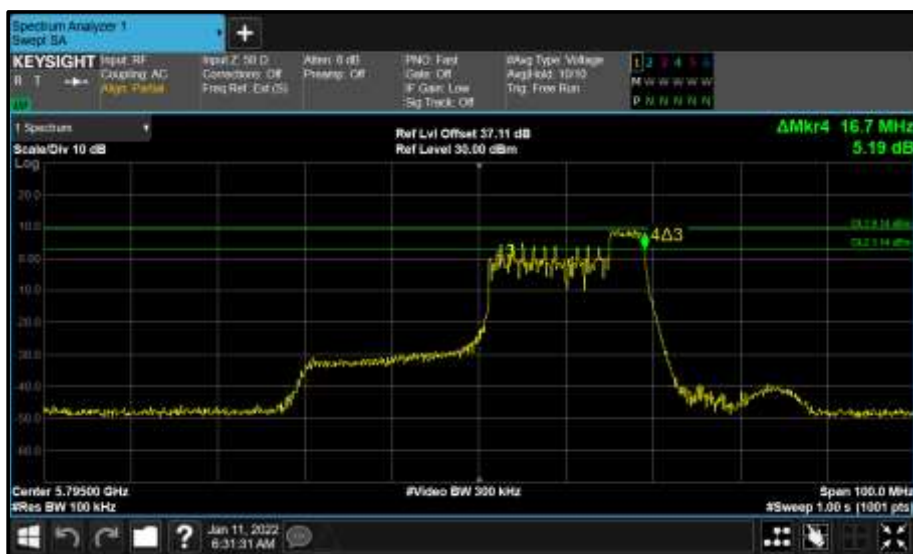 Spectrum Analyzer 1
Swept SA
+
KEYSIGHT Input: RF
R T
Coupling: AC
Align: Partial
Input Z: 50 Ω
Corrections: Off
Freq Ref: Ext (S)
Atten: 0 dB
Preamp: Off
PNO: Fast
Gate: Off
IF Gain: Low
Sig Track: Off
#Avg Type: Voltage
Avg|Hold: 10/10
Trig: Free Run
1 2 3 4 5 6
M W W W W W
P N N N N N
1 Spectrum
Scale/Div 10 dB
Log
Ref Lvl Offset 37.11 dB
Ref Level 30.00 dBm
ΔMkr4 16.7 MHz
5.19 dB
20.0
10.0
0.00
-10.0
-20.0
-30.0
-40.0
-50.0
-60.0
3
4Δ3
Center 5.79500 GHz
#Res BW 100 kHz
#Video BW 300 kHz
Span 100.0 MHz
#Sweep 1.00 s (1001 pts)
?
Jan 11, 2022
6:31:31 AM